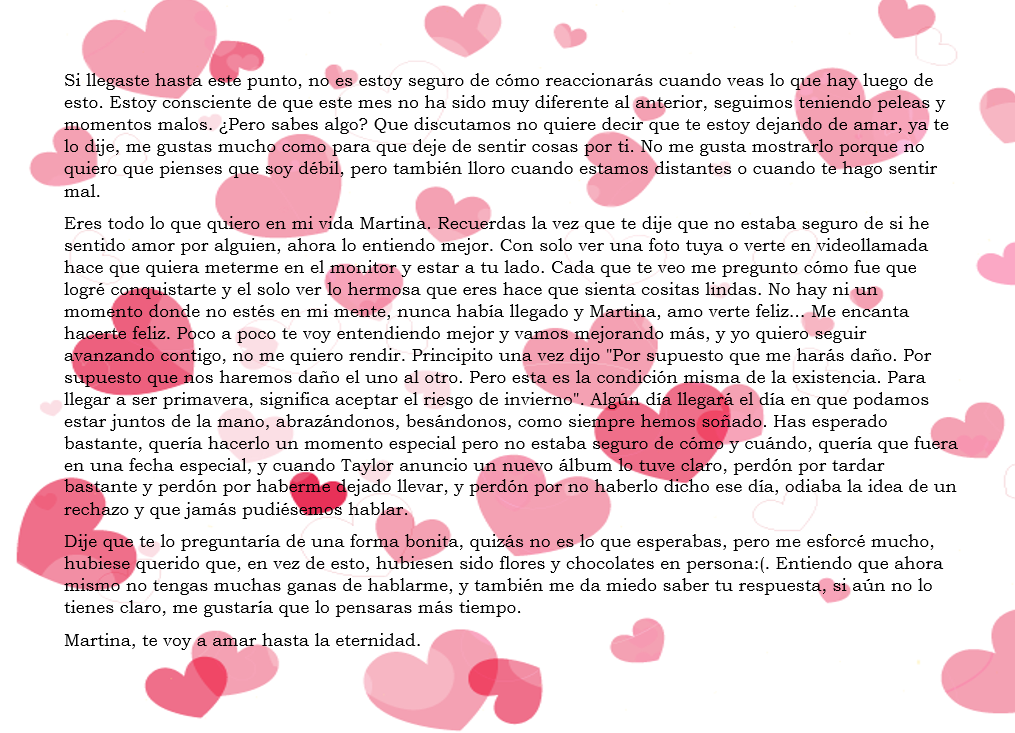 Si llegaste hasta este punto, no es estoy seguro de cómo reaccionarás cuando veas lo que hay luego de
esto. Estoy consciente de que este mes no ha sido muy diferente al anterior, seguimos teniendo peleas y
momentos malos. ¿Pero sabes algo? Que discutamos no quiere decir que te estoy dejando de amar, ya te
lo dije, me gustas mucho como para que deje de sentir cosas por ti. No me gusta mostrarlo porque no
quiero que pienses que soy débil, pero también lloro cuando estamos distantes o cuando te hago sentir
mal.
Eres todo lo que quiero en mi vida Martina. Recuerdas la vez que te dije que no estaba seguro de si he
sentido amor por alguien, ahora lo entiendo mejor. Con solo ver una foto tuya o verte en videollamada
hace que quiera meterme en el monitor y estar a tu lado. Cada que te veo me pregunto cómo fue que
logré conquistarte y el solo ver lo hermosa que eres hace que sienta cositas lindas. No hay ni un
momento donde no estés en mi mente, nunca había llegado y Martina, amo verte feliz... Me encanta
hacerte feliz. Poco a poco te voy entendiendo mejor y vamos mejorando más, y yo quiero seguir
avanzando contigo, no me quiero rendir. Principito una vez dijo "Por supuesto que me harás daño. Por
supuesto que nos haremos daño el uno al otro. Pero esta es la condición misma de la existencia. Para
llegar a ser primavera, significa aceptar el riesgo de invierno". Algún día llegará el día en que podamos
estar juntos de la mano, abrazándonos, besándonos, como siempre hemos soñado. Has esperado
bastante, quería hacerlo un momento especial pero no estaba seguro de cómo y cuándo, quería que fuera
en una fecha especial, y cuando Taylor anuncio un nuevo álbum lo tuve claro, perdón por tardar
bastante y perdón por haberme dejado llevar, y perdón por no haberlo dicho ese día, odiaba la idea de un
rechazo y que jamás pudiésemos hablar.
Dije que te lo preguntaría de una forma bonita, quizás no es lo que esperabas, pero me esforcé mucho,
hubiese querido que, en vez de esto, hubiesen sido flores y chocolates en persona:(. Entiendo que ahora
mismo no tengas muchas ganas de hablarme, y también me da miedo saber tu respuesta, si aún no lo
tienes claro, me gustaría que lo pensaras más tiempo.
Martina, te voy a amar hasta la eternidad.